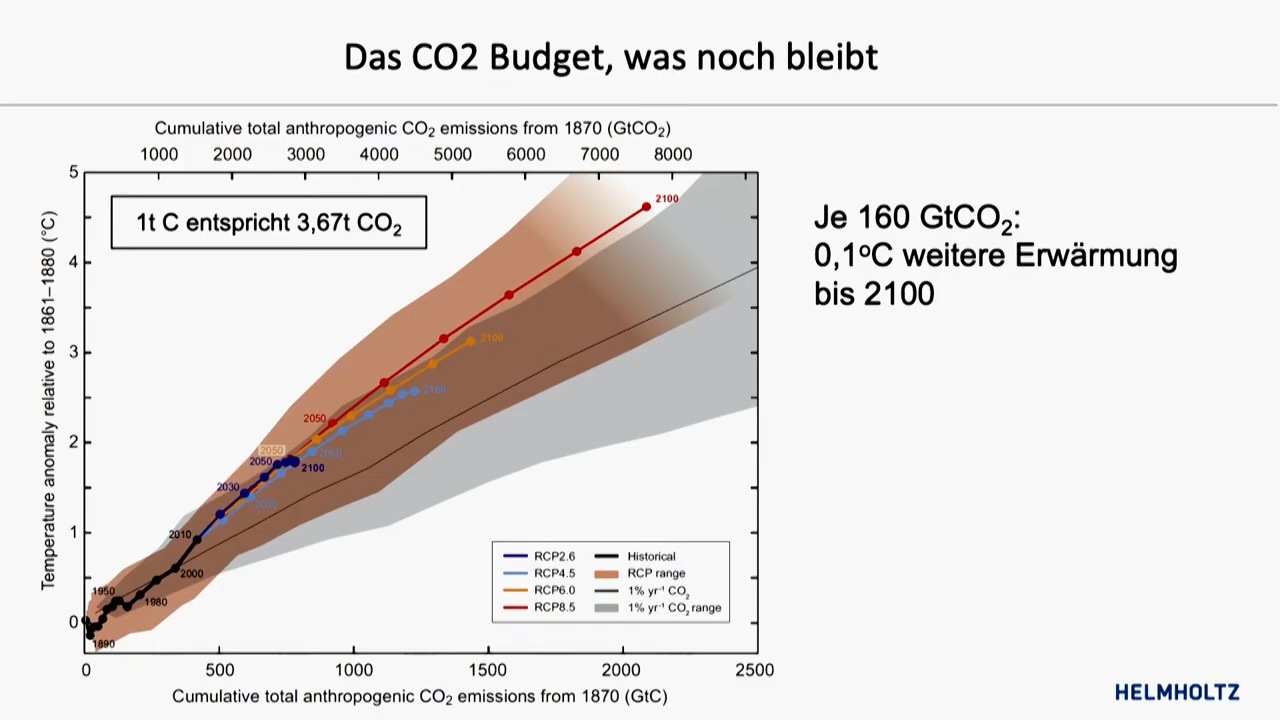 Das CO2 Budget, was noch bleibt
Cumulative total anthropogenic CO₂ emissions from 1870 (GtCO₂)
1000 2000 3000 4000 5000 6000 7000 8000
1t C entspricht 3,67t CO₂
Temperature anomaly relative to 1861–1880 (°C)
5
4
3
2
1
0
2100
2100
2100
2050
2050
2050
2050
2100
2030
2030
2010
2000
1950
1980
1890
RCP2.6
RCP4.5
RCP6.0
RCP8.5
Historical
RCP range
1% yr⁻¹ CO₂
1% yr⁻¹ CO₂ range
0 500 1000 1500 2000 2500
Cumulative total anthropogenic CO₂ emissions from 1870 (GtC)
Je 160 GtCO₂:
0,1ºC weitere Erwärmung
bis 2100
HELMHOLTZ